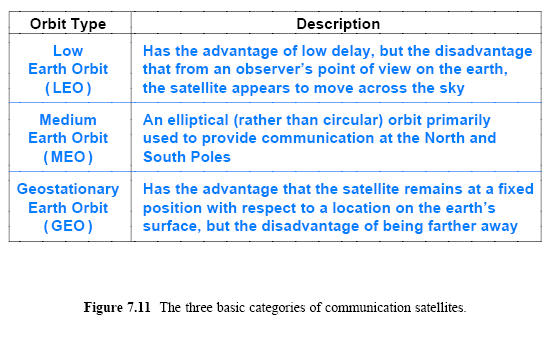 Orbit Type
Description
Low
Earth Orbit
( LEO )
Has the advantage of low delay, but the disadvantage
that from an observer's point of view on the earth,
the satellite appears to move across the sky
Medium
Earth Orbit
( MEO )
An elliptical (rather than circular) orbit primarily
used to provide communication at the North and
South Poles
Geostationary
Earth Orbit
( GEO )
Has the advantage that the satellite remains at a fixed
position with respect to a location on the earth's
surface, but the disadvantage of being farther away
Figure 7.11 The three basic categories of communication satellites.